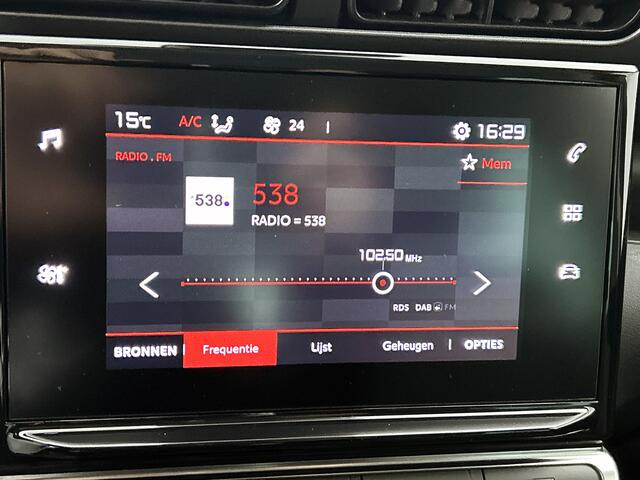 15°C A/C 24 16:29
RADIO . FM
Mem
538
538
RADIO = 538
102.50 MHz
RDS DAB FM
BRONNEN Frequentie Lijst Geheugen OPTIES